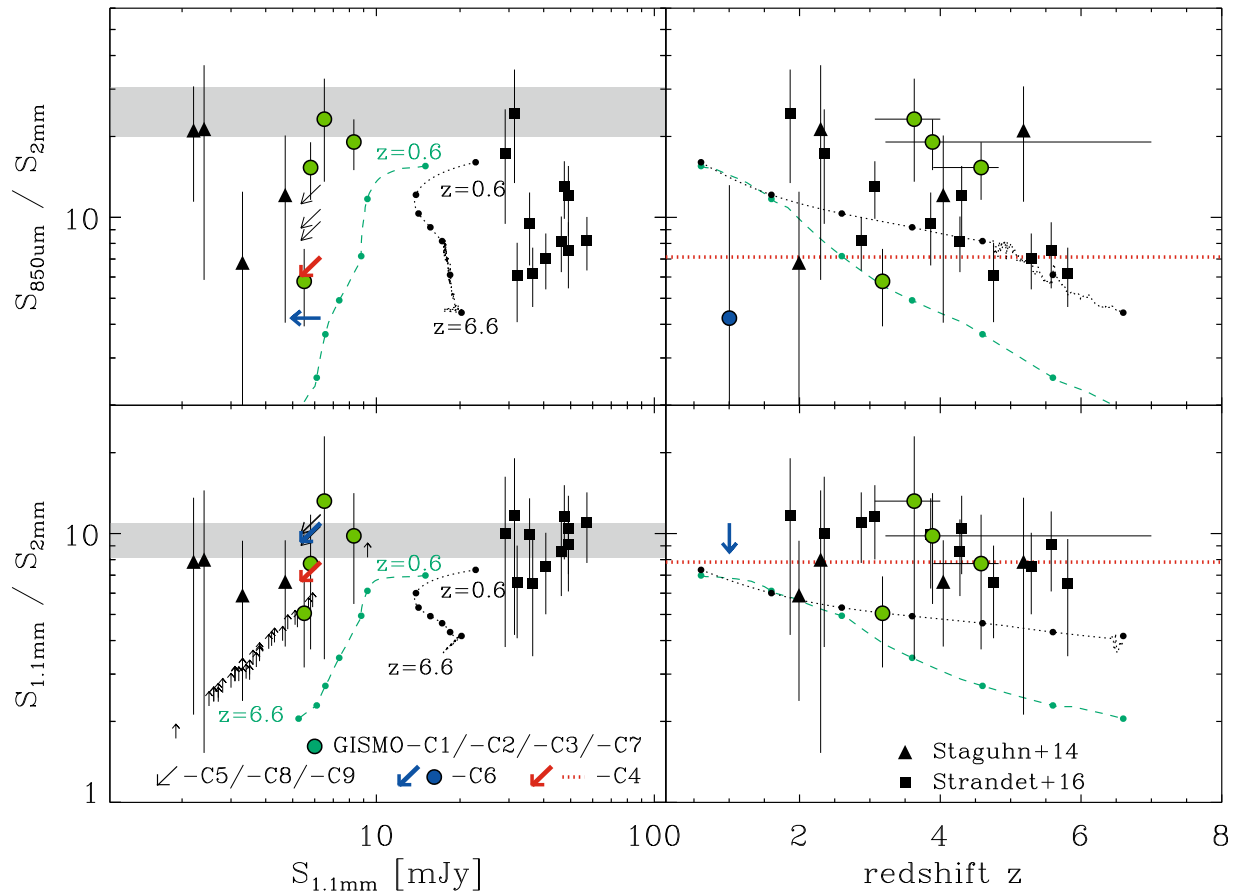 S850um / S2mm
10
z=0.6
z=0.6
z=6.6
S1.1mm / S2mm
10
1
z=0.6
z=0.6
z=6.6
z=6.6
GISMO-C1/-C2/-C3/-C7
-C5/-C8/-C9
-C6
-C4
Staguhn+14
Strandet+16
10
100
2
4
6
8
S1.1mm [mJy]
redshift z